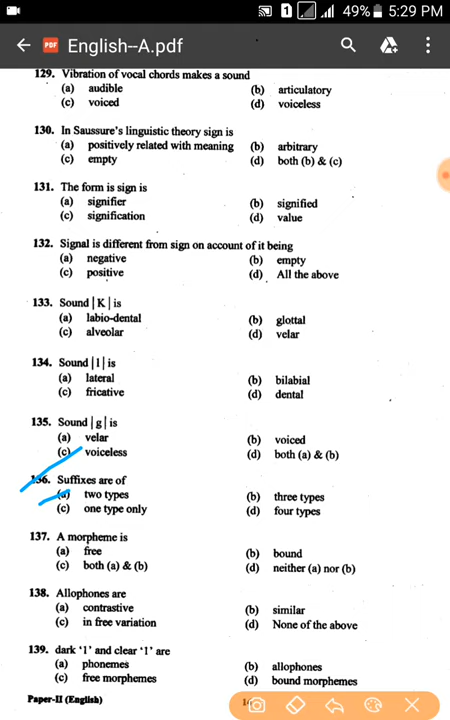 1 49% 5:29 PM
PDF English--A.pdf
129. Vibration of vocal chords makes a sound
(a) audible (b) articulatory
(c) voiced (d) voiceless
130. In Saussure's linguistic theory sign is
(a) positively related with meaning (b) arbitrary
(c) empty (d) both (b) & (c)
131. The form is sign is
(a) signifier (b) signified
(c) signification (d) value
132. Signal is different from sign on account of it being
(a) negative (b) empty
(c) positive (d) All the above
133. Sound |K| is
(a) labio-dental (b) glottal
(c) alveolar (d) velar
134. Sound |l| is
(a) lateral (b) bilabial
(c) fricative (d) dental
135. Sound |g| is
(a) velar (b) voiced
(c) voiceless (d) both (a) & (b)
136. Suffixes are of
(a) two types (b) three types
(c) one type only (d) four types
137. A morpheme is
(a) free (b) bound
(c) both (a) & (b) (d) neither (a) nor (b)
138. Allophones are
(a) contrastive (b) similar
(c) in free variation (d) None of the above
139. dark 'l' and clear 'l' are
(a) phonemes (b) allophones
(c) free morphemes (d) bound morphemes
Paper-II (English)